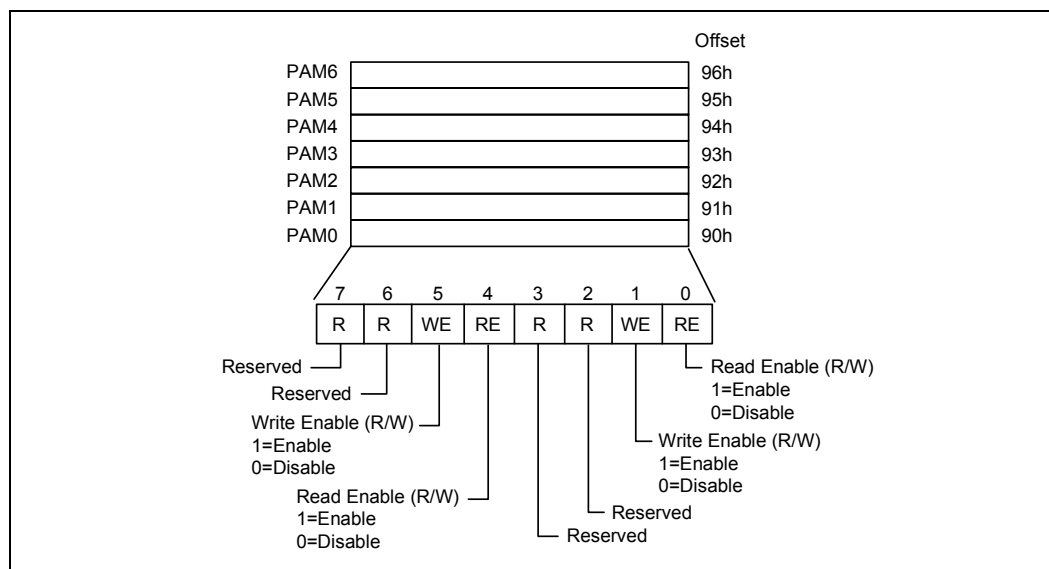 Offset
PAM6 96h
PAM5 95h
PAM4 94h
PAM3 93h
PAM2 92h
PAM1 91h
PAM0 90h
7 6 5 4 3 2 1 0
R R WE RE R R WE RE
Reserved
Reserved
Write Enable (R/W)
1=Enable
0=Disable
Read Enable (R/W)
1=Enable
0=Disable
Reserved
Reserved
Write Enable (R/W)
1=Enable
0=Disable
Read Enable (R/W)
1=Enable
0=Disable